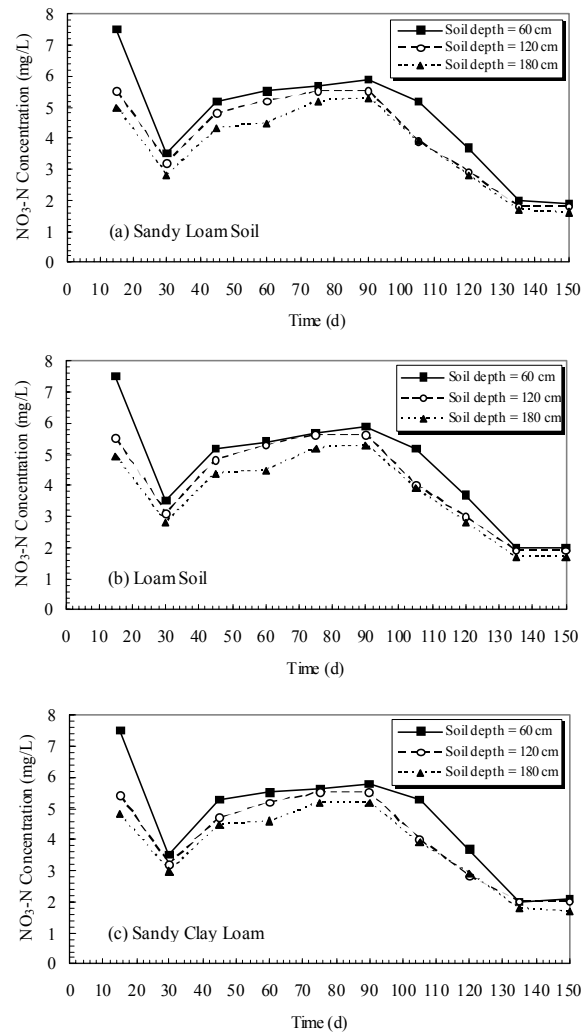 8
7
6
5
4
3
2
1
0
NO₃-N Concentration (mg/L)
Soil depth = 60 cm
Soil depth = 120 cm
Soil depth = 180 cm
(a) Sandy Loam Soil
0 10 20 30 40 50 60 70 80 90 100 110 120 130 140 150
Time (d)
8
7
6
5
4
3
2
1
0
NO₃-N Concentration (mg/L)
Soil depth = 60 cm
Soil depth = 120 cm
Soil depth = 180 cm
(b) Loam Soil
0 10 20 30 40 50 60 70 80 90 100 110 120 130 140 150
Time (d)
8
7
6
5
4
3
2
1
0
NO₃-N Concentration (mg/L)
Soil depth = 60 cm
Soil depth = 120 cm
Soil depth = 180 cm
(c) Sandy Clay Loam
0 10 20 30 40 50 60 70 80 90 100 110 120 130 140 150
Time (d)